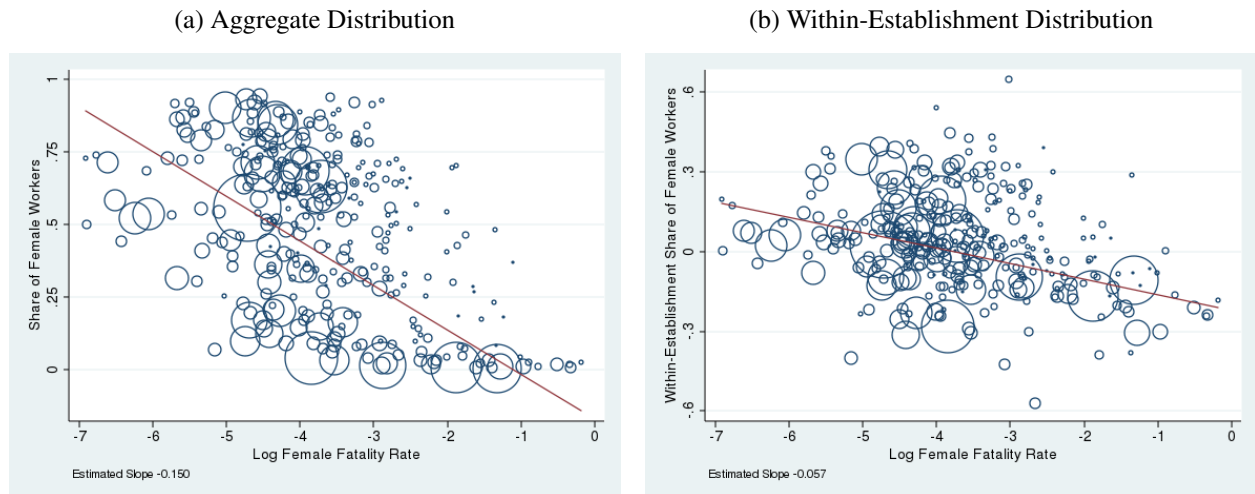 (a) Aggregate Distribution
Share of Female Workers
1
.75
.5
.25
0
-7 -6 -5 -4 -3 -2 -1 0
Log Female Fatality Rate
Estimated Slope -0.150
(b) Within-Establishment Distribution
Within-Establishment Share of Female Workers
.6
.3
0
-.3
-.6
-7 -6 -5 -4 -3 -2 -1 0
Log Female Fatality Rate
Estimated Slope -0.057